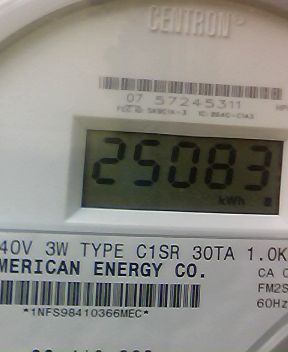 CENTRON®
07 57245311
25083
kWh
40V 3W TYPE C1SR 30TA 1.0K
MERICAN ENERGY CO.
CA 0
FM2S
60Hz
*1NFS98410366MEC*